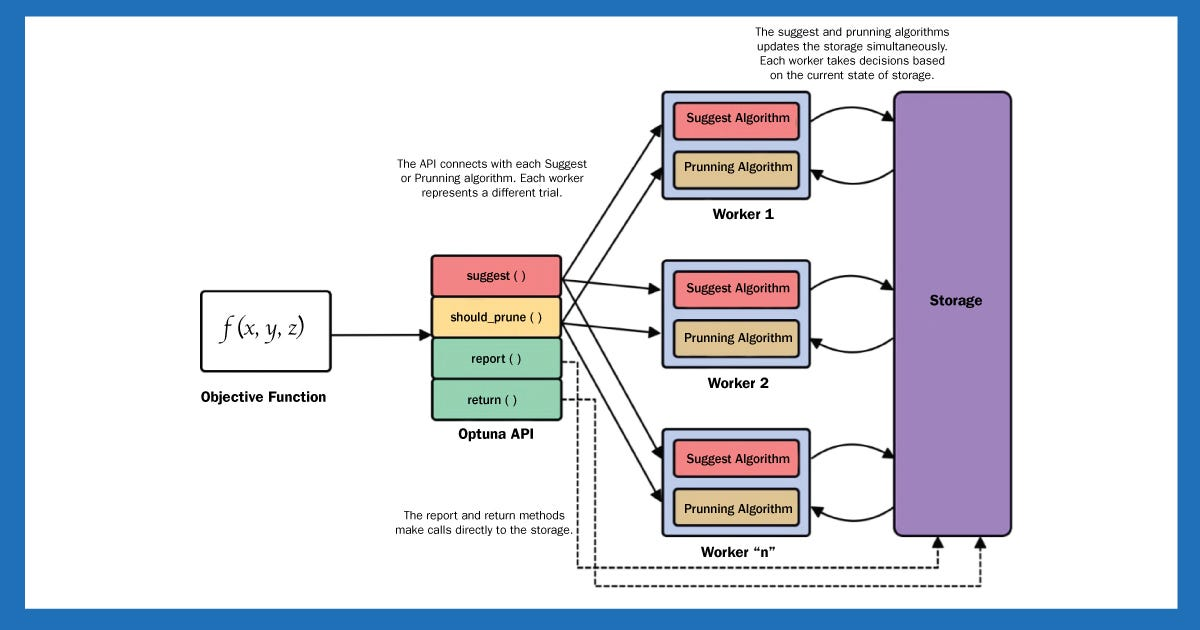 The suggest and prunning algorithms
updates the storage simultaneously.
Each worker takes decisions based
on the current state of storage.
The API connects with each Suggest
or Prunning algorithm. Each worker
represents a different trial.
f (x, y, z)
Objective Function
suggest ( )
should_prune ( )
report ( )
return ( )
Optuna API
The report and return methods
make calls directly to the storage.
Suggest Algorithm
Prunning Algorithm
Worker 1
Suggest Algorithm
Prunning Algorithm
Worker 2
Suggest Algorithm
Prunning Algorithm
Worker “n”
Storage